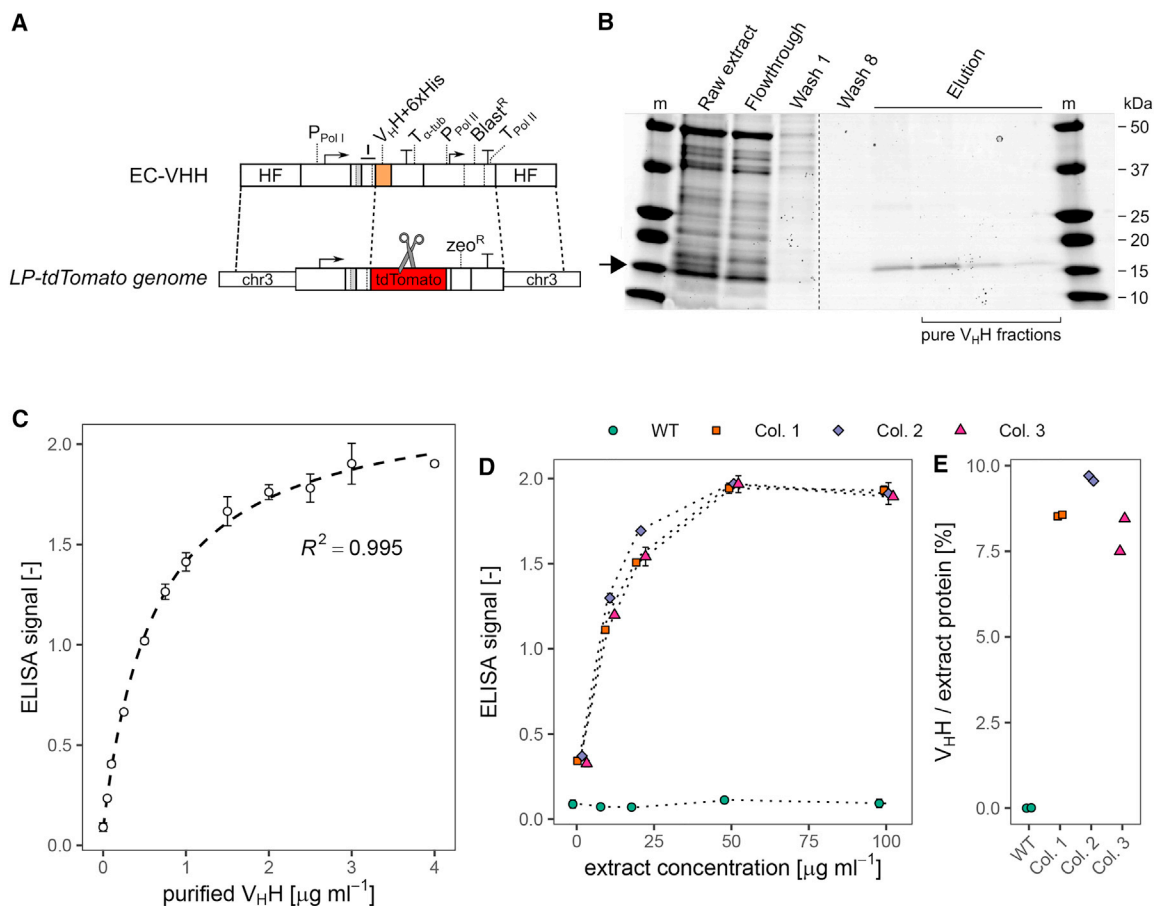 A
P Pol I
I
VHH+6xHis
T α-tub
P Pol II
Blast R
T Pol II
EC-VHH
HF
HF
zeo R
LP-tdTomato genome
chr3
tdTomato
chr3
B
Raw extract
Flowthrough
Wash 1
Wash 8
Elution
m
m
kDa
50
37
25
20
15
10
pure VHH fractions
C
2.0
1.5
1.0
0.5
0.0
ELISA signal [-]
R² = 0.995
0 1 2 3 4
purified VHH [μg ml⁻¹]
WT Col. 1 Col. 2 Col. 3
D
2.0
1.5
1.0
0.5
0.0
ELISA signal [-]
0 25 50 75 100
extract concentration [μg ml⁻¹]
E
10.0
7.5
5.0
2.5
0.0
VHH / extract protein [%]
WT
Col. 1
Col. 2
Col. 3